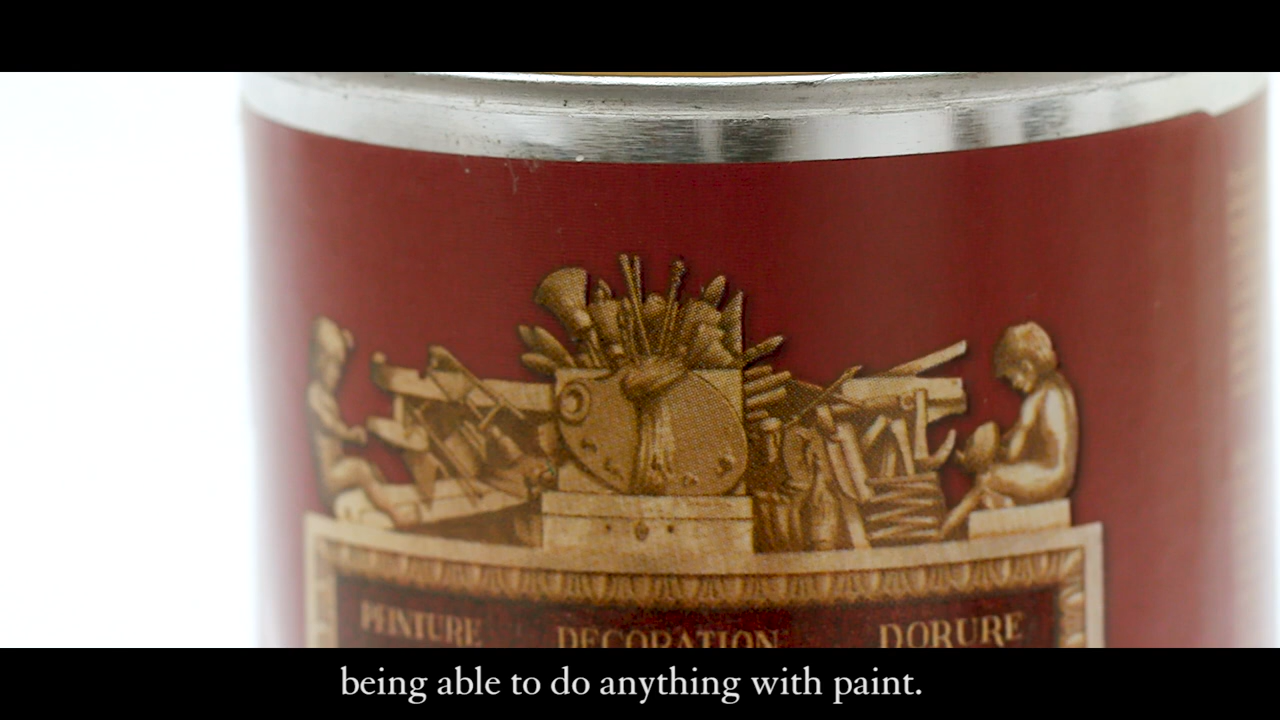 PEINTURE DECORATION DORURE
being able to do anything with paint.